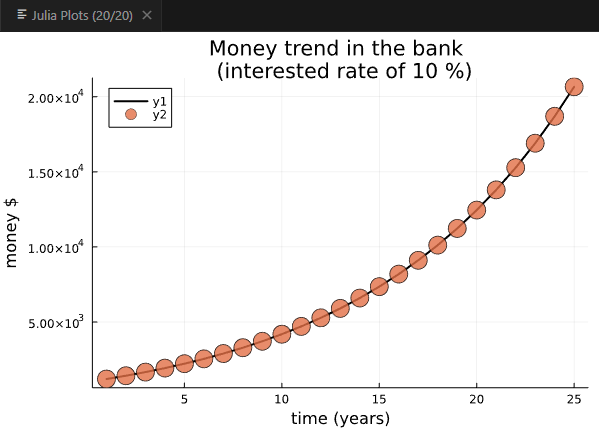 Julia Plots (20/20)
Money trend in the bank
(interested rate of 10 %)
y1
y2
2.00×10⁴
1.50×10⁴
1.00×10⁴
5.00×10³
money $
5 10 15 20 25
time (years)